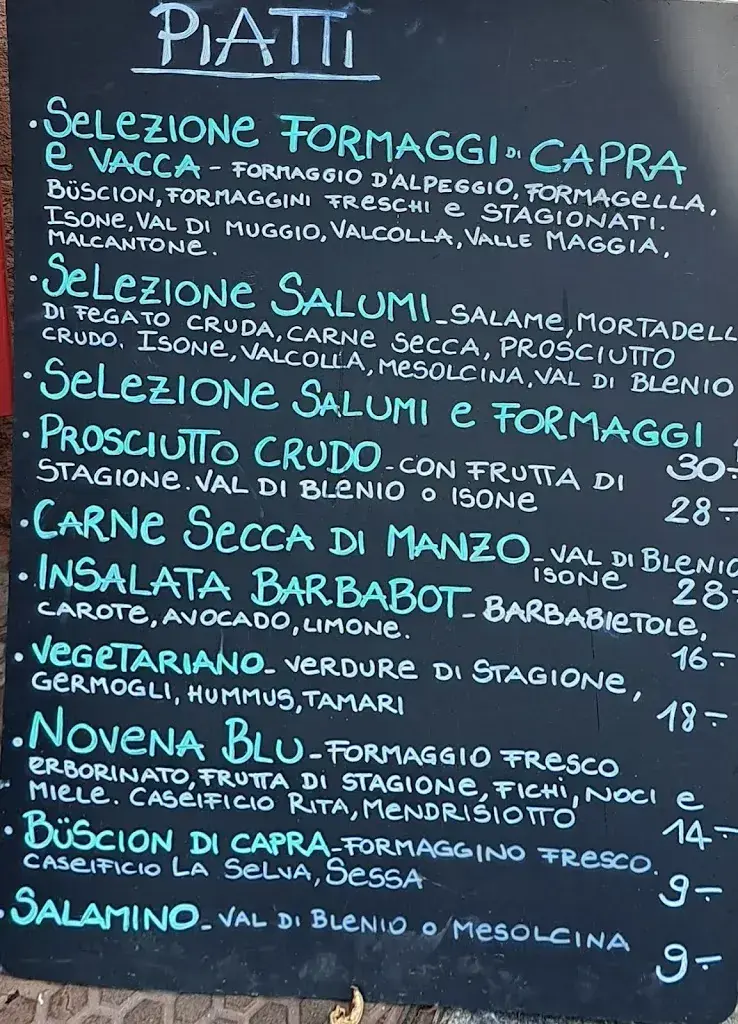 PIATTI
· SELEZIONE FORMAGGI DI CAPRA
E VACCA - FORMAGGIO D'ALPEGGIO, FORMAGELLA,
BÜSCION, FORMAGGINI FRESCHI E STAGIONATI.
ISONE, VAL DI MUGGIO, VALCOLLA, VALLE MAGGIA,
MALCANTONE.
· SELEZIONE SALUMI - SALAME, MORTADELL
DI FEGATO CRUDA, CARNE SECCA, PROSCIUTTO
CRUDO. ISONE, VALCOLLA, MESOLCINA, VAL DI BLENIO
· SELEZIONE SALUMI E FORMAGGI
30.-
· PROSCIUTTO CRUDO - CON FRUTTA DI
STAGIONE. VAL DI BLENIO O ISONE 28.-
· CARNE SECCA DI MANZO - VAL DI BLENIO
ISONE 28.-
· INSALATA BARBABOT - BARBABIETOLE,
CAROTE, AVOCADO, LIMONE. 16.-
· VEGETARIANO - VERDURE DI STAGIONE,
GERMOGLI, HUMMUS, TAMARI 18.-
· NOVENA BLU - FORMAGGIO FRESCO
ERBORINATO, FRUTTA DI STAGIONE, FICHI, NOCI E
MIELE. CASEIFICIO RITA, MENDRISIOTTO 14.-
· BÜSCION DI CAPRA - FORMAGGINO FRESCO.
CASEIFICIO LA SELVA, SESSA 9.-
· SALAMINO - VAL DI BLENIO O MESOLCINA
9.-